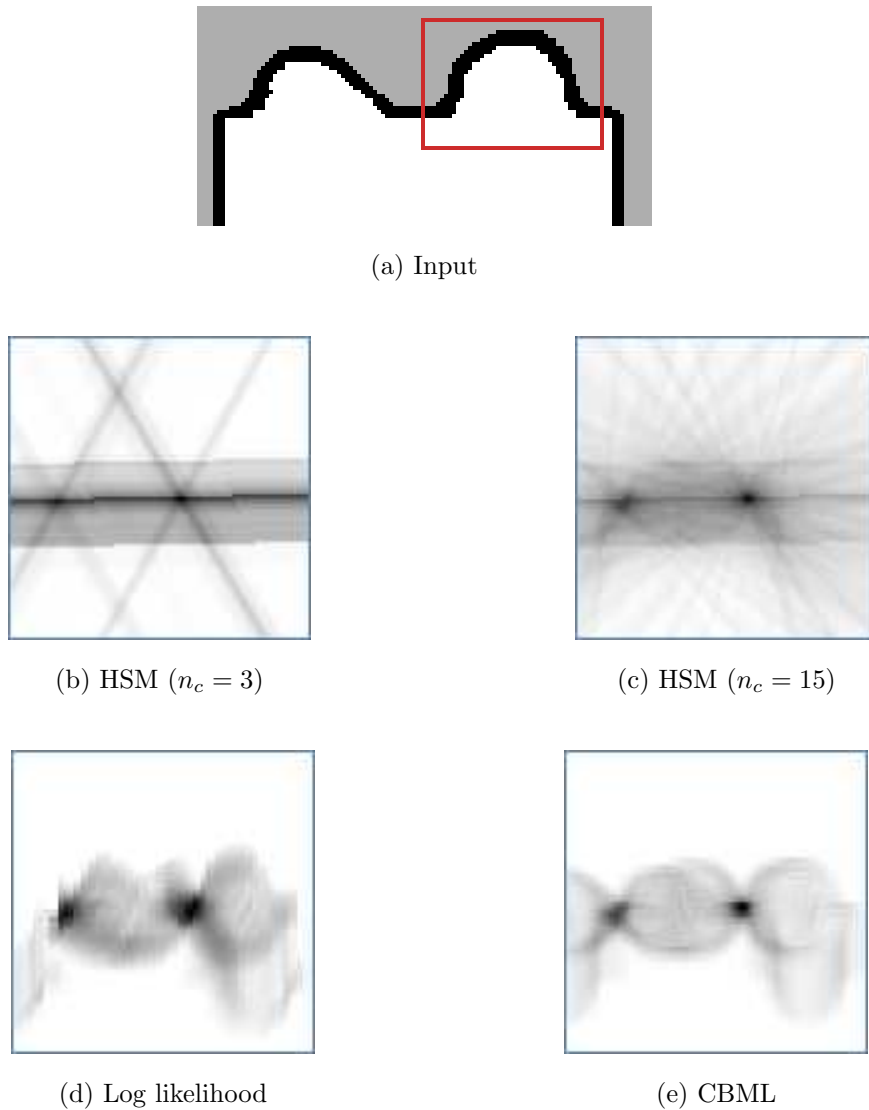 (a) Input
(b) HSM (n_c = 3)
(c) HSM (n_c = 15)
(d) Log likelihood
(e) CBML